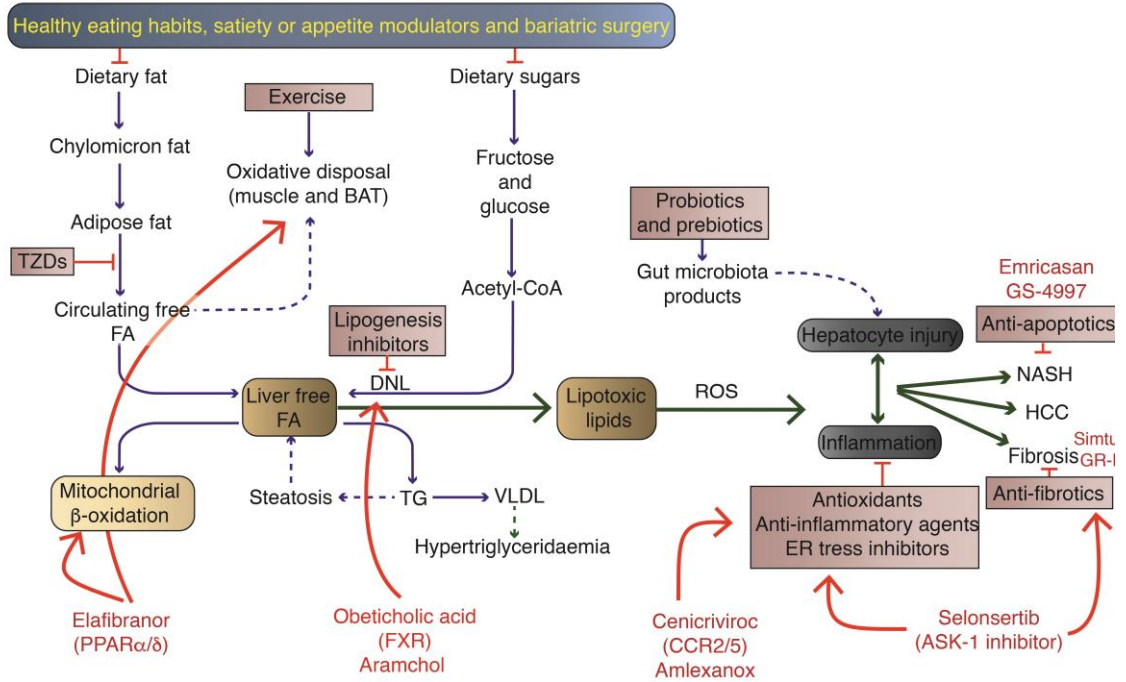 Healthy eating habits, satiety or appetite modulators and bariatric surgery
Dietary fat
Dietary sugars
Exercise
Chylomicron fat
Oxidative disposal
(muscle and BAT)
Fructose
and
glucose
Probiotics
and prebiotics
Adipose fat
TZDs
Gut microbiota
products
Emricasan
GS-4997
Acetyl-CoA
Circulating free
FA
Lipogenesis
inhibitors
Hepatocyte injury
Anti-apoptotics
DNL
NASH
Liver free
FA
Lipotoxic
lipids
ROS
HCC
Inflammation
Fibrosis
Simtu
GR-
Mitochondrial
β-oxidation
Steatosis
TG
VLDL
Anti-fibrotics
Antioxidants
Anti-inflammatory agents
ER tress inhibitors
Hypertriglyceridaemia
Elafibranor
(PPARα/δ)
Obeticholic acid
(FXR)
Aramchol
Cenicriviroc
(CCR2/5)
Amlexanox
Selonsertib
(ASK-1 inhibitor)